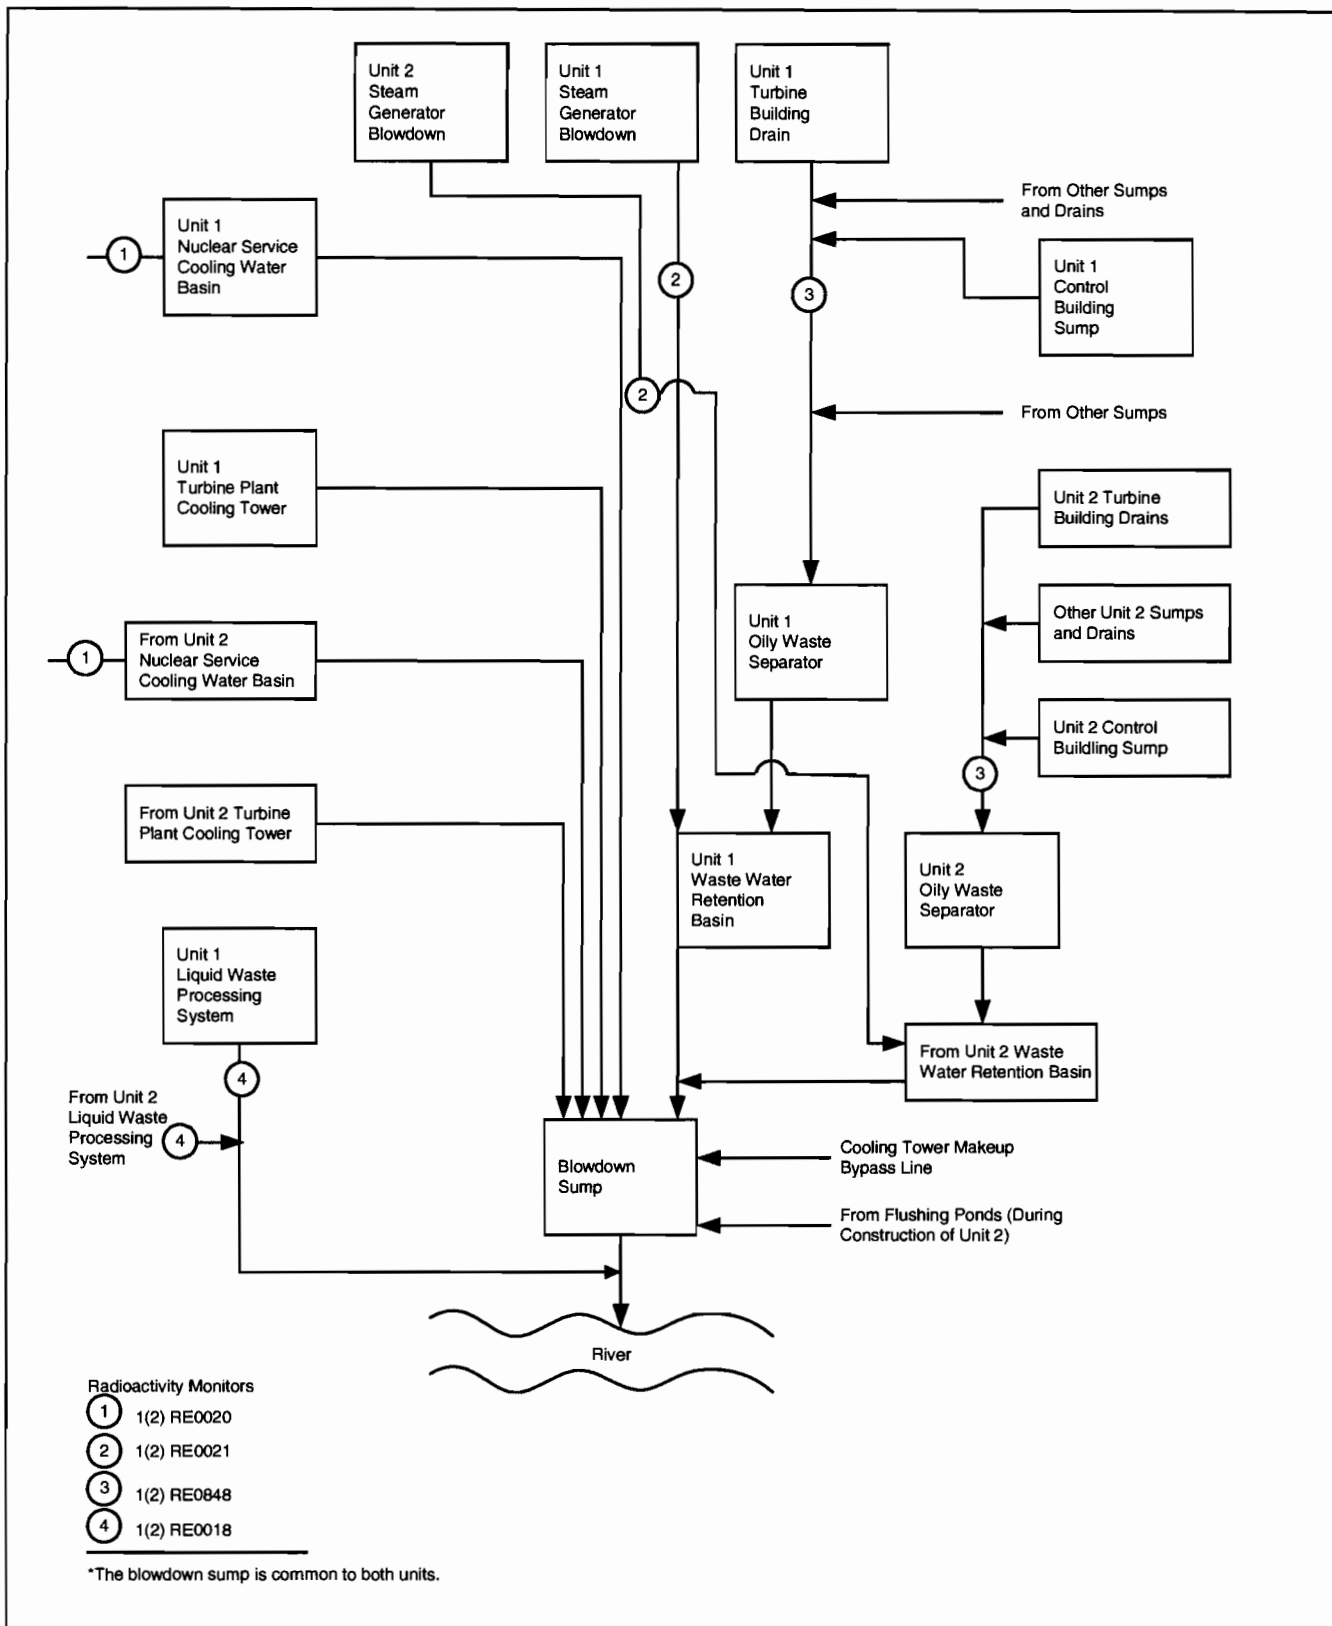 Unit 2
Steam
Generator
Blowdown
Unit 1
Steam
Generator
Blowdown
Unit 1
Turbine
Building
Drain
From Other Sumps
and Drains
1
Unit 1
Nuclear Service
Cooling Water
Basin
2
3
Unit 1
Control
Building
Sump
2
From Other Sumps
Unit 1
Turbine Plant
Cooling Tower
Unit 2 Turbine
Building Drains
Other Unit 2 Sumps
and Drains
Unit 1
Oily Waste
Separator
1
From Unit 2
Nuclear Service
Cooling Water Basin
Unit 2 Control
Buildling Sump
3
From Unit 2 Turbine
Plant Cooling Tower
Unit 1
Waste Water
Retention
Basin
Unit 2
Oily Waste
Separator
Unit 1
Liquid Waste
Processing
System
4
From Unit 2 Waste
Water Retention Basin
From Unit 2
Liquid Waste
Processing
System
4
Blowdown
Sump
Cooling Tower Makeup
Bypass Line
From Flushing Ponds (During
Construction of Unit 2)
River
Radioactivity Monitors
1 1(2) RE0020
2 1(2) RE0021
3 1(2) RE0848
4 1(2) RE0018
*The blowdown sump is common to both units.